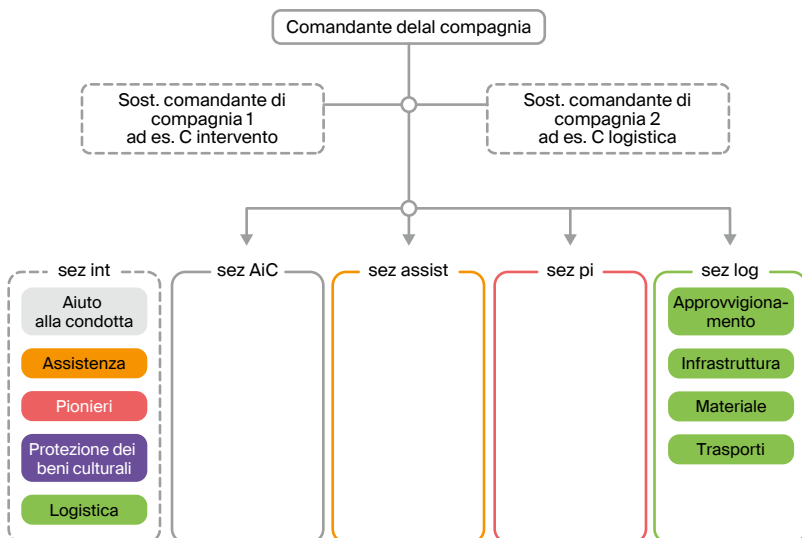 Comandante delal compagnia
Sost. comandante di
compagnia 1
ad es. C intervento
Sost. comandante di
compagnia 2
ad es. C logistica
sez int
sez AiC
sez assist
sez pi
sez log
Aiuto
alla condotta
Assistenza
Pionieri
Protezione dei
beni culturali
Logistica
Approvvigiona-
mento
Infrastruttura
Materiale
Trasporti